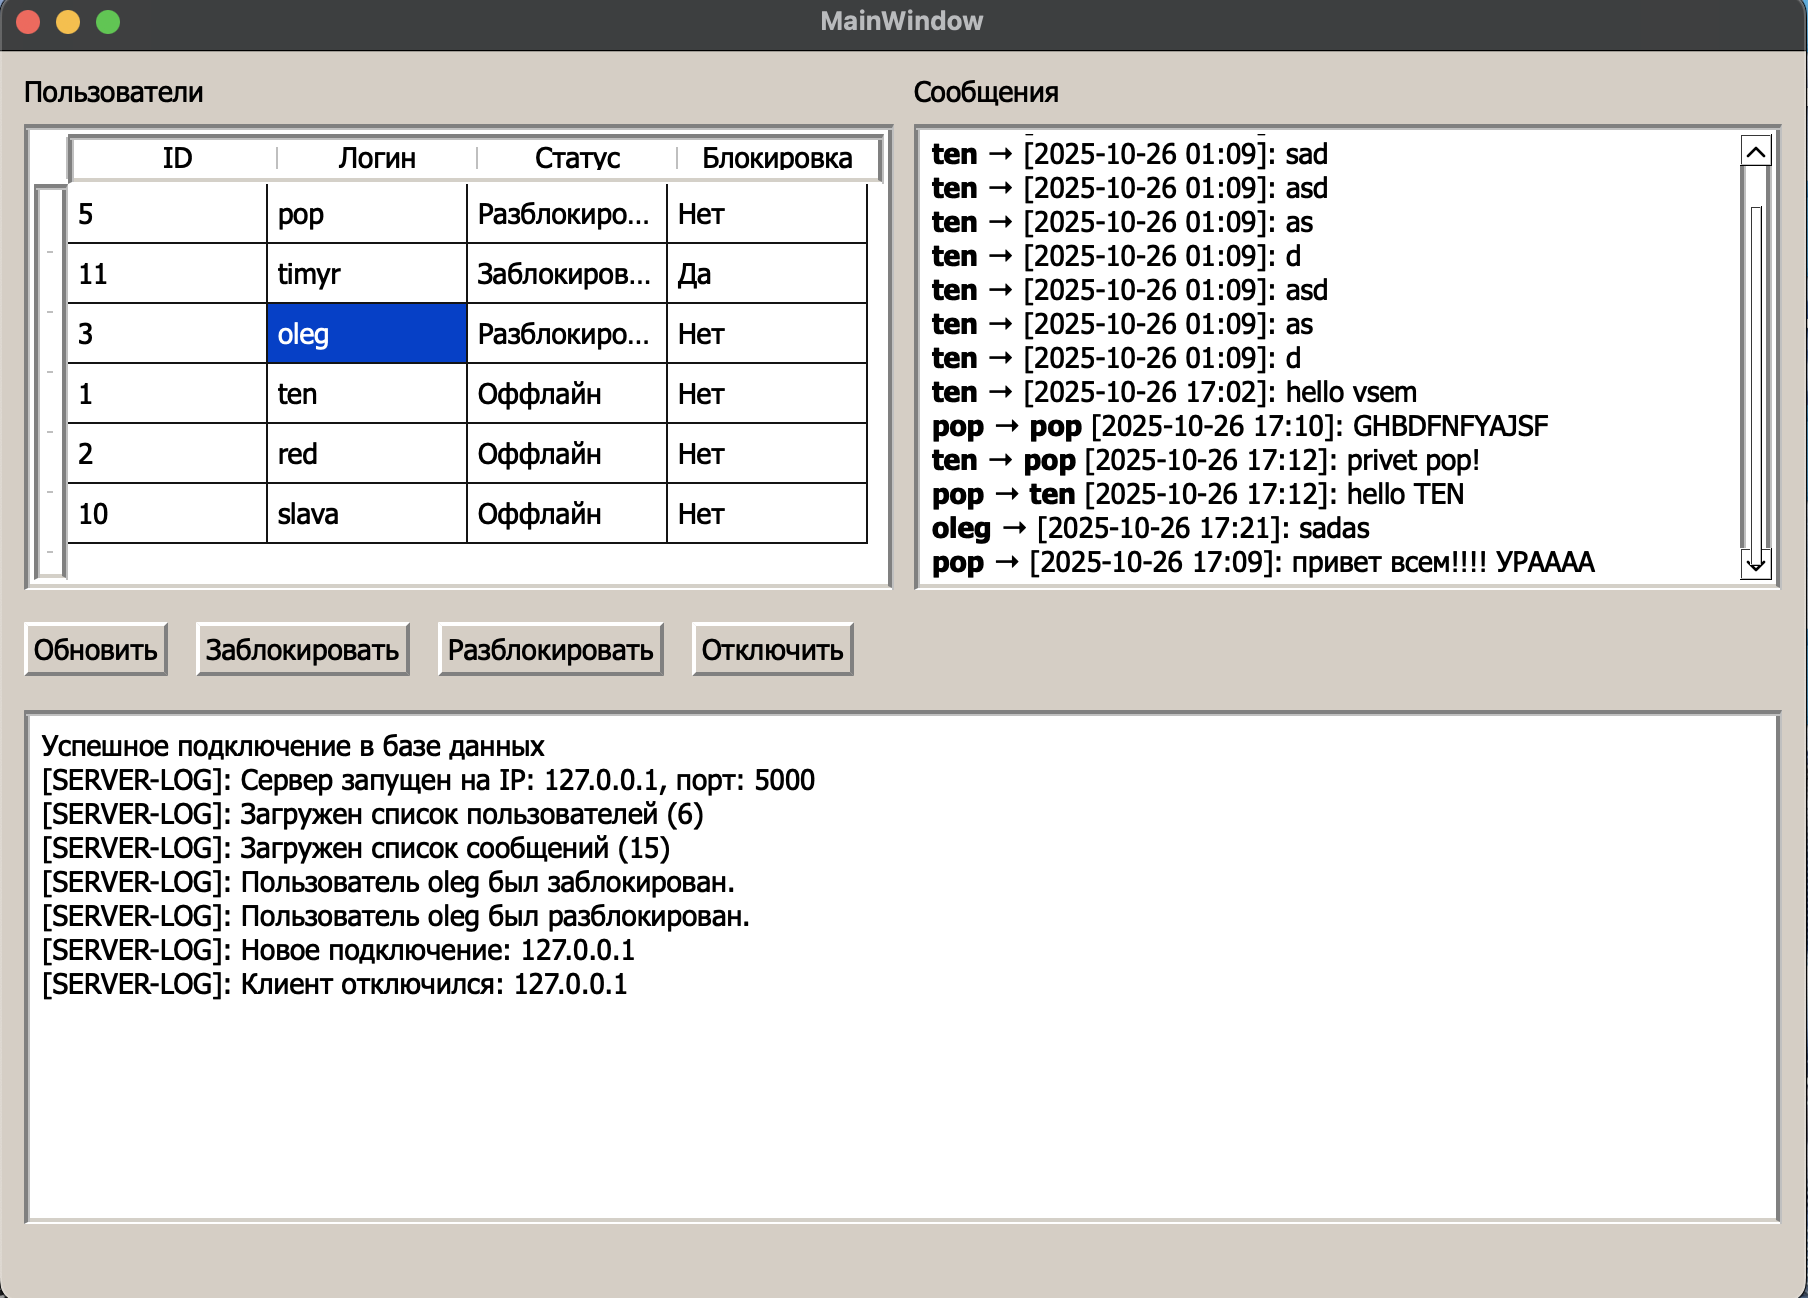 MainWindow
Пользователи
ID Логин Статус Блокировка
5 pop Разблокиро... Нет
11 timyr Заблокиров... Да
3 oleg Разблокиро... Нет
1 ten Оффлайн Нет
2 red Оффлайн Нет
10 slava Оффлайн Нет
Сообщения
ten → [2025-10-26 01:09]: sad
ten → [2025-10-26 01:09]: asd
ten → [2025-10-26 01:09]: as
ten → [2025-10-26 01:09]: d
ten → [2025-10-26 01:09]: asd
ten → [2025-10-26 01:09]: as
ten → [2025-10-26 01:09]: d
ten → [2025-10-26 17:02]: hello vsem
pop → pop [2025-10-26 17:10]: GHBDFNFYAJSF
ten → pop [2025-10-26 17:12]: privet pop!
pop → ten [2025-10-26 17:12]: hello TEN
oleg → [2025-10-26 17:21]: sadas
pop → [2025-10-26 17:09]: привет всем!!!! УРАААА
Обновить Заблокировать Разблокировать Отключить
Успешное подключение в базе данных
[SERVER-LOG]: Сервер запущен на IP: 127.0.0.1, порт: 5000
[SERVER-LOG]: Загружен список пользователей (6)
[SERVER-LOG]: Загружен список сообщений (15)
[SERVER-LOG]: Пользователь oleg был заблокирован.
[SERVER-LOG]: Пользователь oleg был разблокирован.
[SERVER-LOG]: Новое подключение: 127.0.0.1
[SERVER-LOG]: Клиент отключился: 127.0.0.1